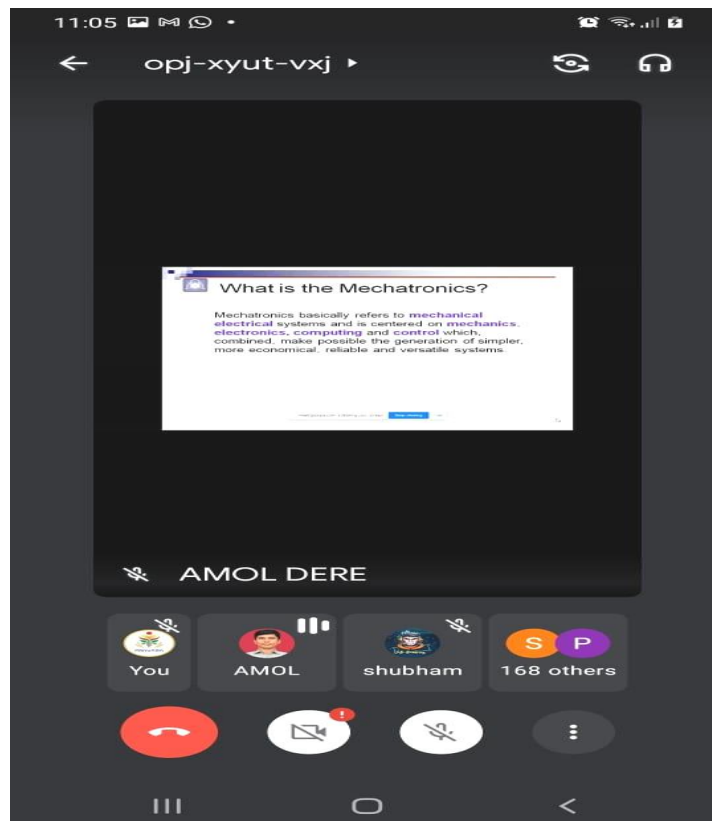 11:05
opj-xyut-vxj
What is the Mechatronics?
Mechatronics basically refers to mechanical
electrical systems and is centered on mechanics,
electronics, computing and control which,
combined, make possible the generation of simpler,
more economical, reliable and versatile systems.
AMOL DERE
You
AMOL
shubham
S P
168 others